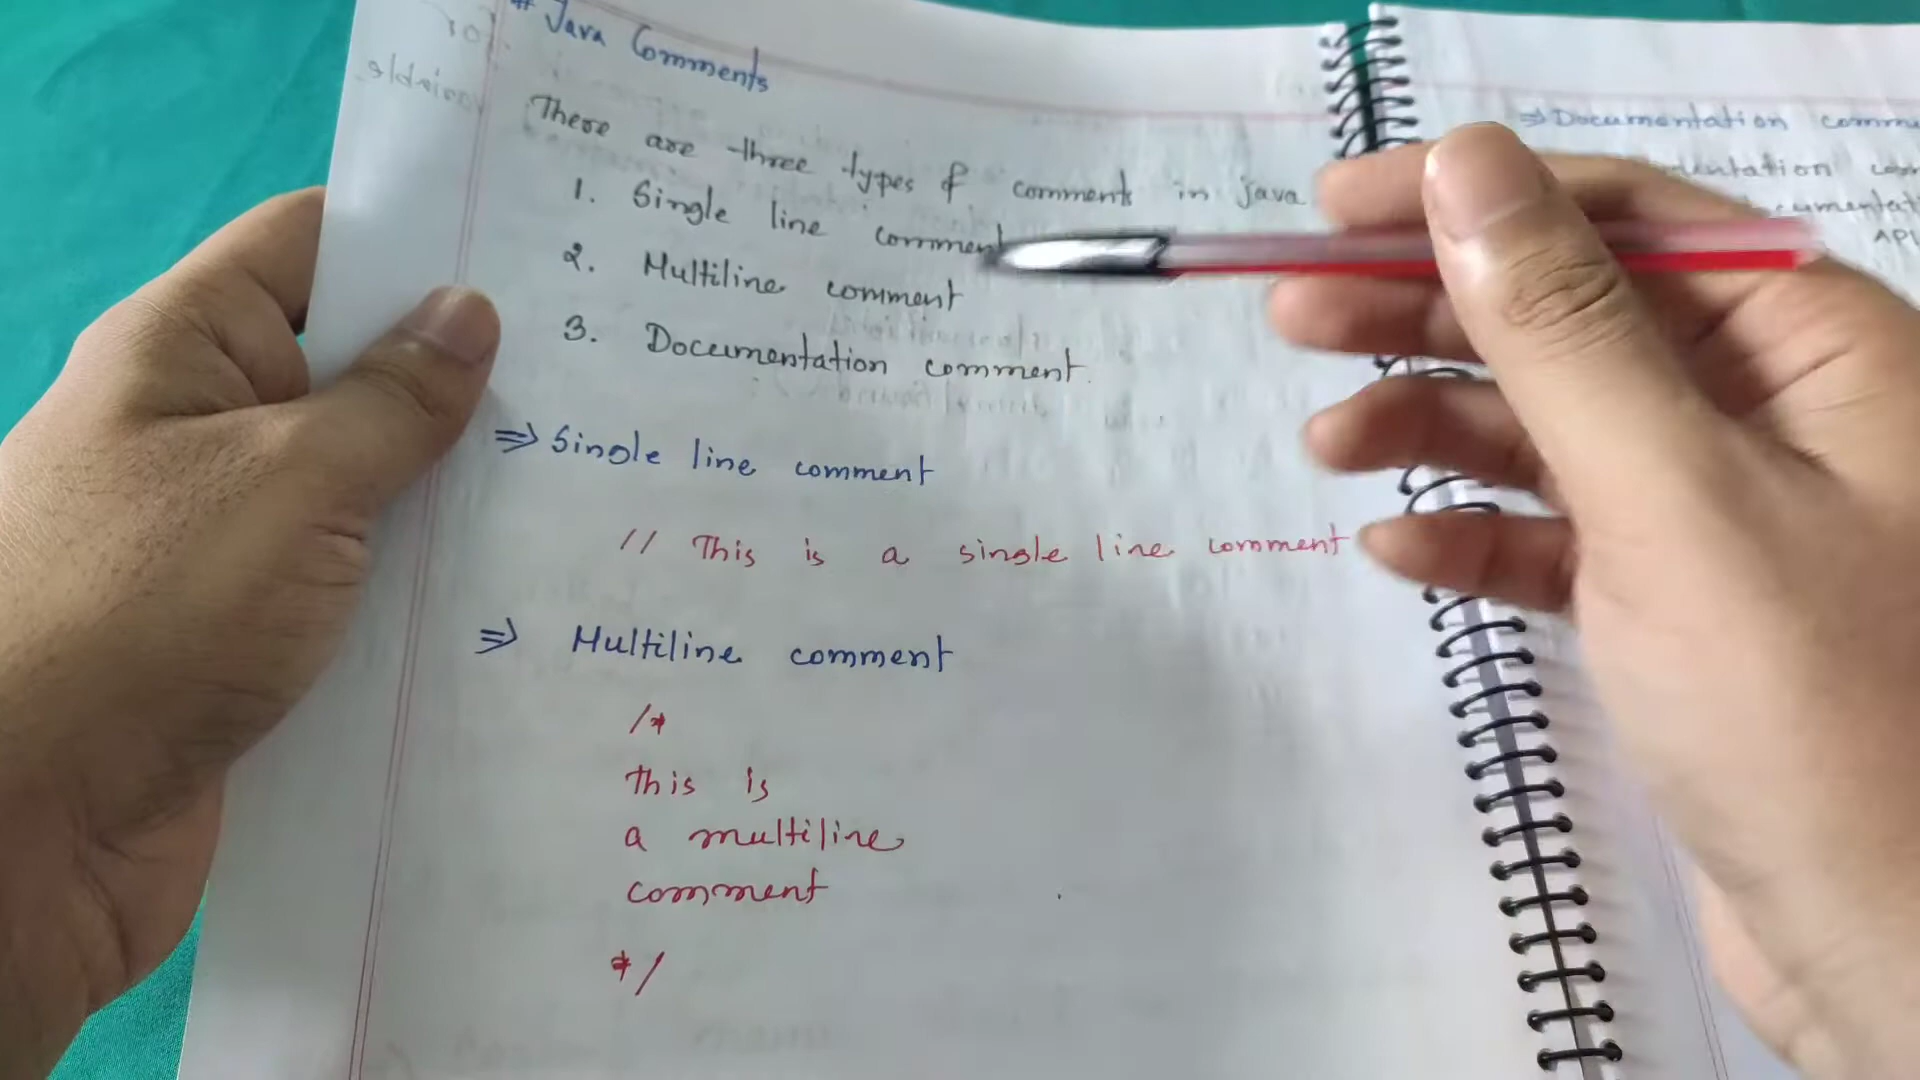 # Java Comments
There are three types of comments in java
1. Single line comment
2. Multiline comment
3. Documentation comment.
⇒ Single line comment
// This is a single line comment
⇒ Multiline comment
/*
this is
a multiline
comment
*/
⇒ Documentation
API